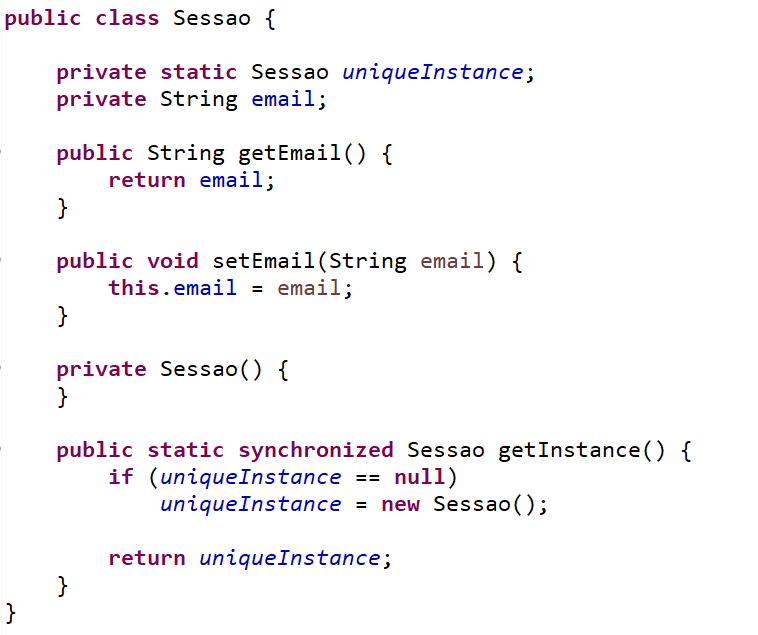 public class Sessao {
private static Sessao uniqueInstance;
private String email;
public String getEmail() {
return email;
}
public void setEmail(String email) {
this.email = email;
}
private Sessao() {
}
public static synchronized Sessao getInstance() {
if (uniqueInstance == null)
uniqueInstance = new Sessao();
return uniqueInstance;
}
}